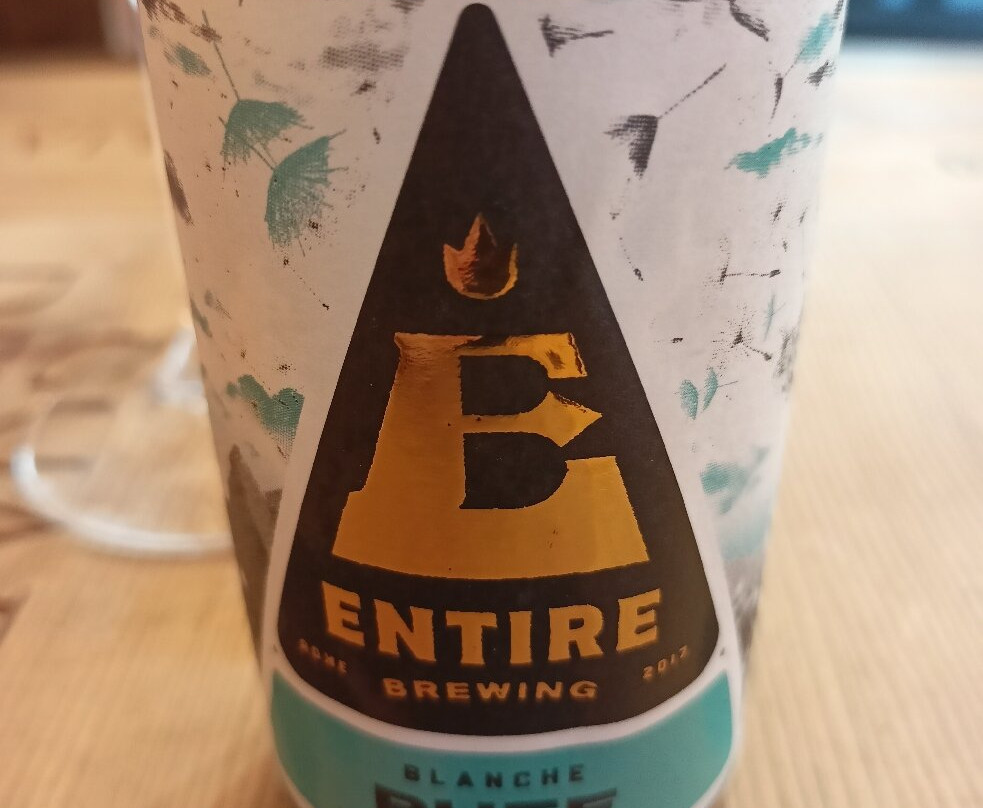 E
ENTIRE
ROME 2017
BREWING
BLANCHE